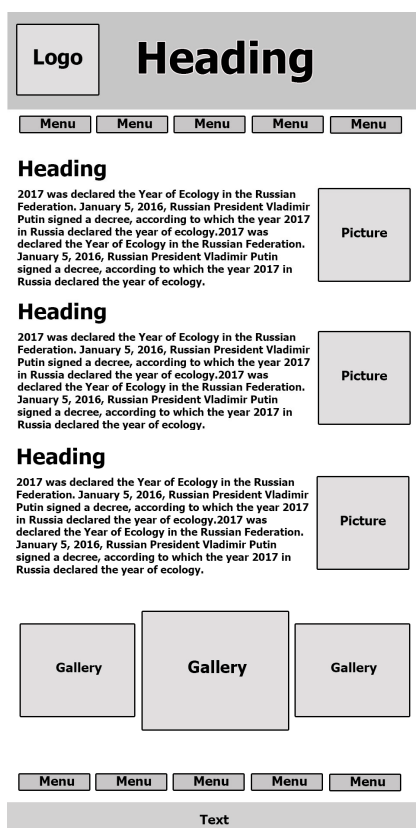 Logo
Heading
Menu Menu Menu Menu Menu
Heading
2017 was declared the Year of Ecology in the Russian
Federation. January 5, 2016, Russian President Vladimir
Putin signed a decree, according to which the year 2017
in Russia declared the year of ecology.2017 was
declared the Year of Ecology in the Russian Federation.
January 5, 2016, Russian President Vladimir Putin
signed a decree, according to which the year 2017 in
Russia declared the year of ecology.
Picture
Heading
2017 was declared the Year of Ecology in the Russian
Federation. January 5, 2016, Russian President Vladimir
Putin signed a decree, according to which the year 2017
in Russia declared the year of ecology.2017 was
declared the Year of Ecology in the Russian Federation.
January 5, 2016, Russian President Vladimir Putin
signed a decree, according to which the year 2017 in
Russia declared the year of ecology.
Picture
Heading
2017 was declared the Year of Ecology in the Russian
Federation. January 5, 2016, Russian President Vladimir
Putin signed a decree, according to which the year 2017
in Russia declared the year of ecology.2017 was
declared the Year of Ecology in the Russian Federation.
January 5, 2016, Russian President Vladimir Putin
signed a decree, according to which the year 2017 in
Russia declared the year of ecology.
Picture
Gallery Gallery Gallery
Menu Menu Menu Menu Menu
Text